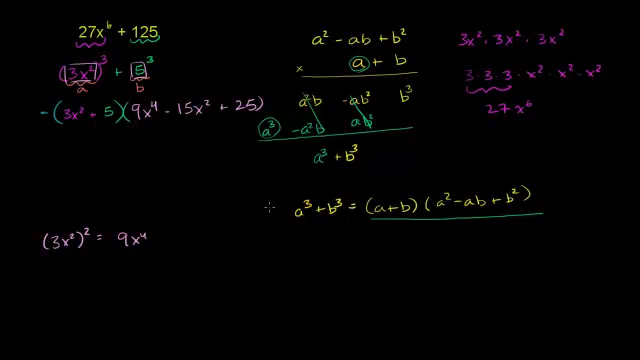 27x⁶ + 125
(3x²)³ + 5³
a b
= (3x² + 5)(9x⁴ - 15x² + 25)
(3x²)² = 9x⁴
a² - ab + b²
× a + b
a²b -ab² b³
a³ -a²b ab²
a³ + b³
a³ + b³ = (a+b)(a² - ab + b²)
3x² · 3x² · 3x²
3 · 3 · 3 · x² · x² · x²
27 x⁶